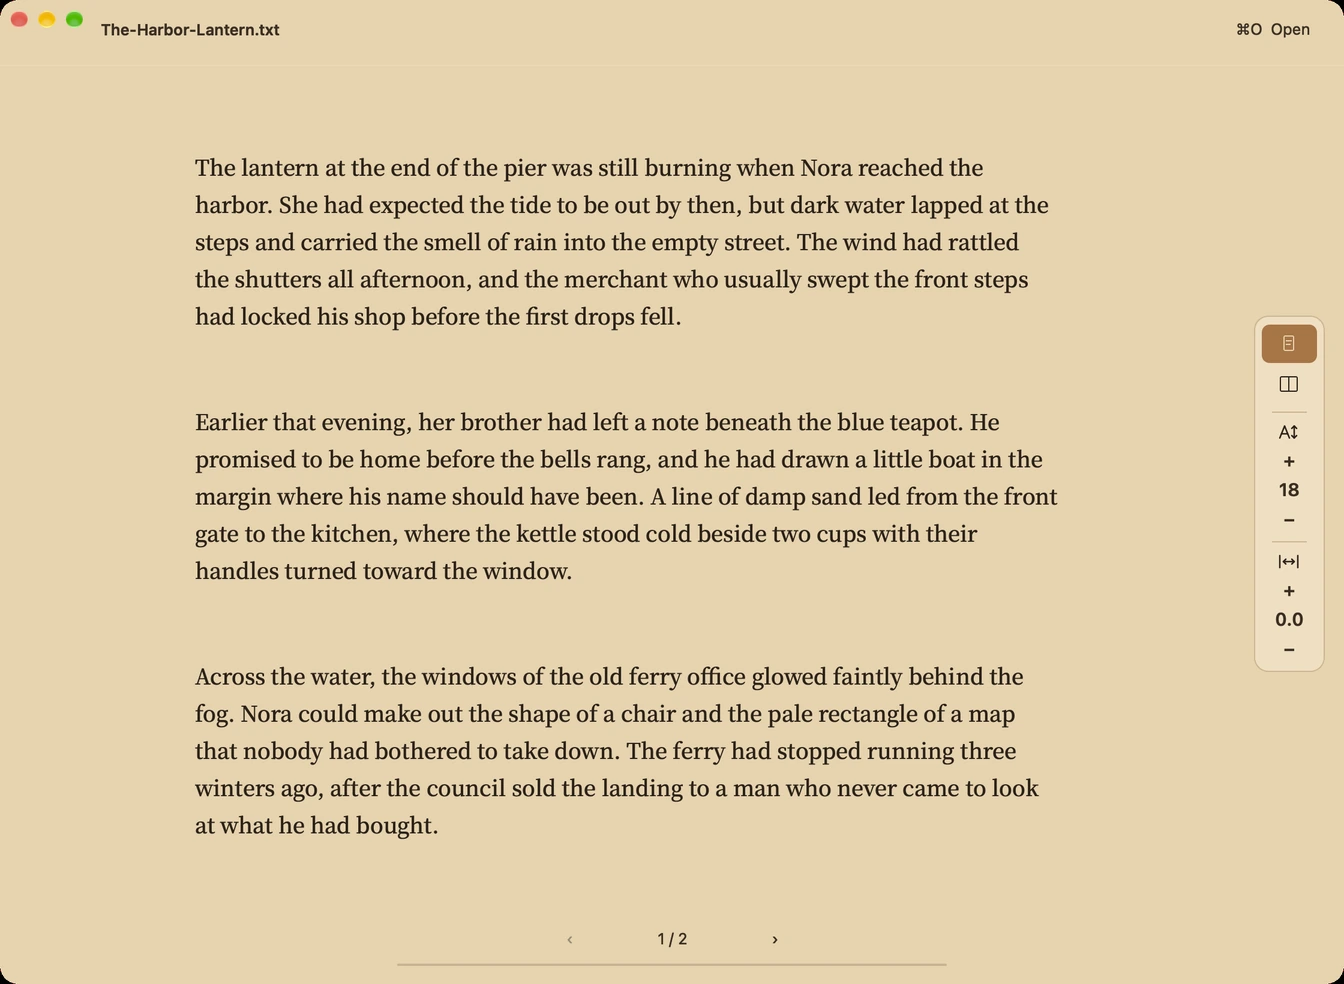 The-Harbor-Lantern.txt
⌘O Open
The lantern at the end of the pier was still burning when Nora reached the
harbor. She had expected the tide to be out by then, but dark water lapped at the
steps and carried the smell of rain into the empty street. The wind had rattled
the shutters all afternoon, and the merchant who usually swept the front steps
had locked his shop before the first drops fell.
Earlier that evening, her brother had left a note beneath the blue teapot. He
promised to be home before the bells rang, and he had drawn a little boat in the
margin where his name should have been. A line of damp sand led from the front
gate to the kitchen, where the kettle stood cold beside two cups with their
handles turned toward the window.
Across the water, the windows of the old ferry office glowed faintly behind the
fog. Nora could make out the shape of a chair and the pale rectangle of a map
that nobody had bothered to take down. The ferry had stopped running three
winters ago, after the council sold the landing to a man who never came to look
at what he had bought.
A↕
+
18
−
+
0.0
−
‹ 1 / 2 ›